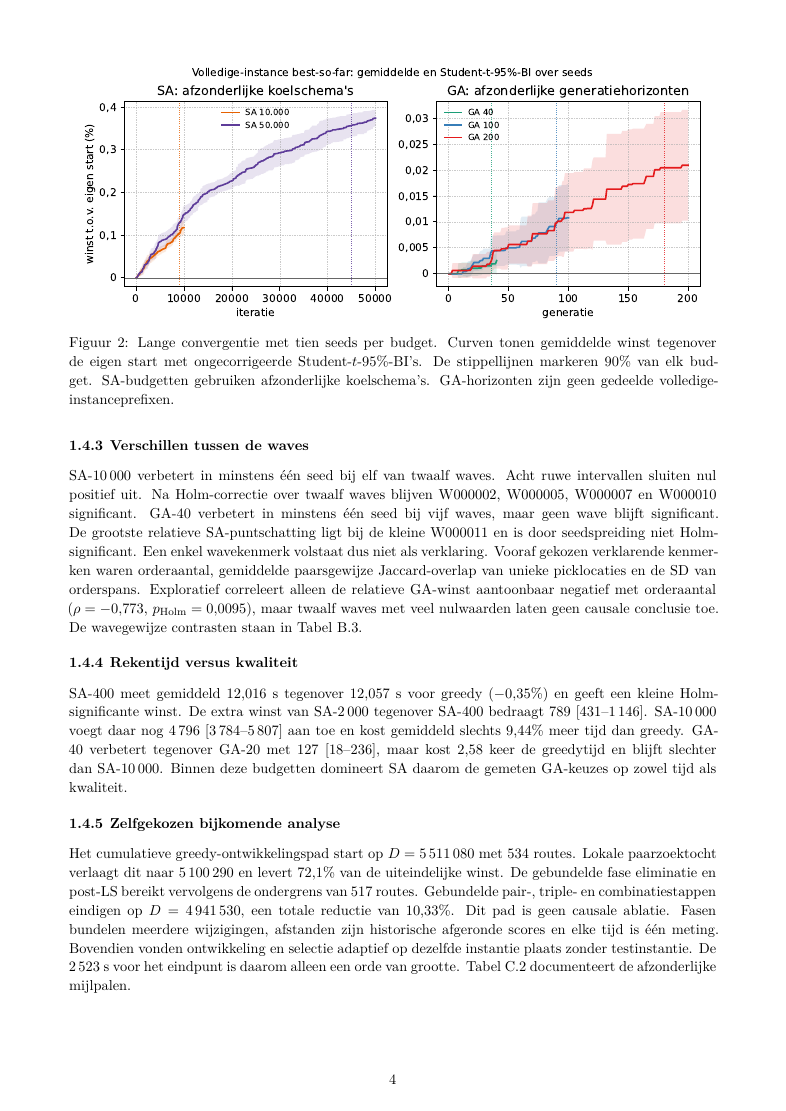 Volledige-instance best-so-far: gemiddelde en Student-t-95%-BI over seeds
SA: afzonderlijke koelschema's
winst t.o.v. eigen start (%)
0,4
0,3
0,2
0,1
0
SA 10.000
SA 50.000
0 10000 20000 30000 40000 50000
iteratie
GA: afzonderlijke generatiehorizonten
0,03
0,025
0,02
0,015
0,01
0,005
0
GA 40
GA 100
GA 200
0 50 100 150 200
generatie
Figuur 2: Lange convergentie met tien seeds per budget. Curven tonen gemiddelde winst tegenover
de eigen start met ongecorrigeerde Student-t-95%-BI's. De stippellijnen markeren 90% van elk bud-
get. SA-budgetten gebruiken afzonderlijke koelschema's. GA-horizonten zijn geen gedeelde volledige-
instanceprefixen.
1.4.3 Verschillen tussen de waves
SA-10 000 verbetert in minstens één seed bij elf van twaalf waves. Acht ruwe intervallen sluiten nul
positief uit. Na Holm-correctie over twaalf waves blijven W000002, W000005, W000007 en W000010
significant. GA-40 verbetert in minstens één seed bij vijf waves, maar geen wave blijft significant.
De grootste relatieve SA-puntschatting ligt bij de kleine W000011 en is door seedspreiding niet Holm-
significant. Een enkel wavekenmerk volstaat dus niet als verklaring. Vooraf gekozen verklarende kenmer-
ken waren orderaantal, gemiddelde paarsgewijze Jaccard-overlap van unieke picklocaties en de SD van
orderspans. Exploratief correleert alleen de relatieve GA-winst aantoonbaar negatief met orderaantal
(ρ = −0,773, pHolm = 0,0095), maar twaalf waves met veel nulwaarden laten geen causale conclusie toe.
De wavegewijze contrasten staan in Tabel B.3.
1.4.4 Rekentijd versus kwaliteit
SA-400 meet gemiddeld 12,016 s tegenover 12,057 s voor greedy (−0,35%) en geeft een kleine Holm-
significante winst. De extra winst van SA-2 000 tegenover SA-400 bedraagt 789 [431–1 146]. SA-10 000
voegt daar nog 4 796 [3 784–5 807] aan toe en kost gemiddeld slechts 9,44% meer tijd dan greedy. GA-
40 verbetert tegenover GA-20 met 127 [18–236], maar kost 2,58 keer de greedytijd en blijft slechter
dan SA-10 000. Binnen deze budgetten domineert SA daarom de gemeten GA-keuzes op zowel tijd als
kwaliteit.
1.4.5 Zelfgekozen bijkomende analyse
Het cumulatieve greedy-ontwikkelingspad start op D = 5 511 080 met 534 routes. Lokale paarzoektocht
verlaagt dit naar 5 100 290 en levert 72,1% van de uiteindelijke winst. De gebundelde fase eliminatie en
post-LS bereikt vervolgens de ondergrens van 517 routes. Gebundelde pair-, triple- en combinatiestappen
eindigen op D = 4 941 530, een totale reductie van 10,33%. Dit pad is geen causale ablatie. Fasen
bundelen meerdere wijzigingen, afstanden zijn historische afgeronde scores en elke tijd is één meting.
Bovendien vonden ontwikkeling en selectie adaptief op dezelfde instantie plaats zonder testinstantie. De
2 523 s voor het eindpunt is daarom alleen een orde van grootte. Tabel C.2 documenteert de afzonderlijke
mijlpalen.
4